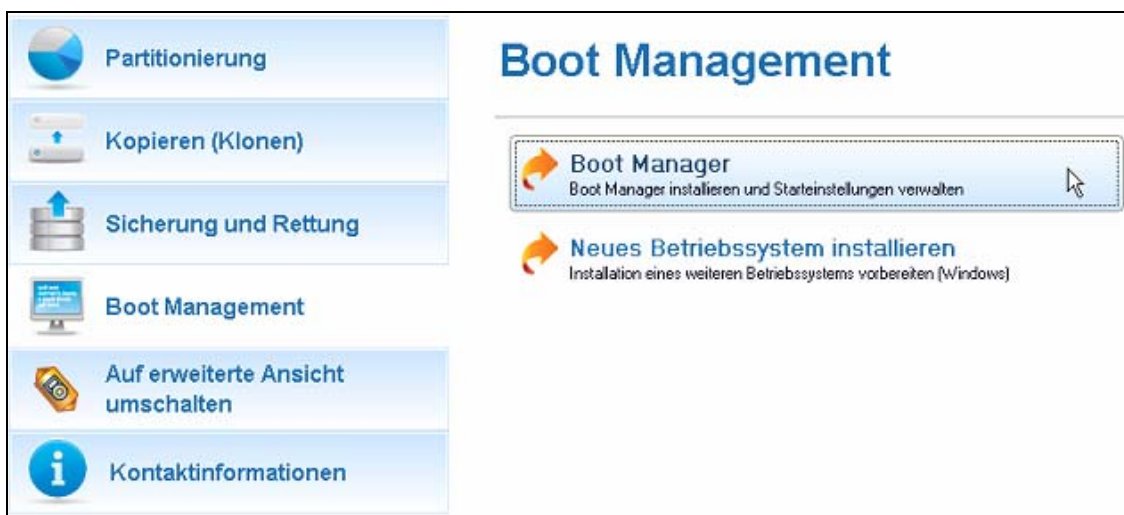 Partitionierung
Kopieren (Klonen)
Sicherung und Rettung
Boot Management
Auf erweiterte Ansicht
umschalten
Kontaktinformationen
Boot Management
Boot Manager
Boot Manager installieren und Starteinstellungen verwalten
Neues Betriebssystem installieren
Installation eines weiteren Betriebssystems vorbereiten (Windows)